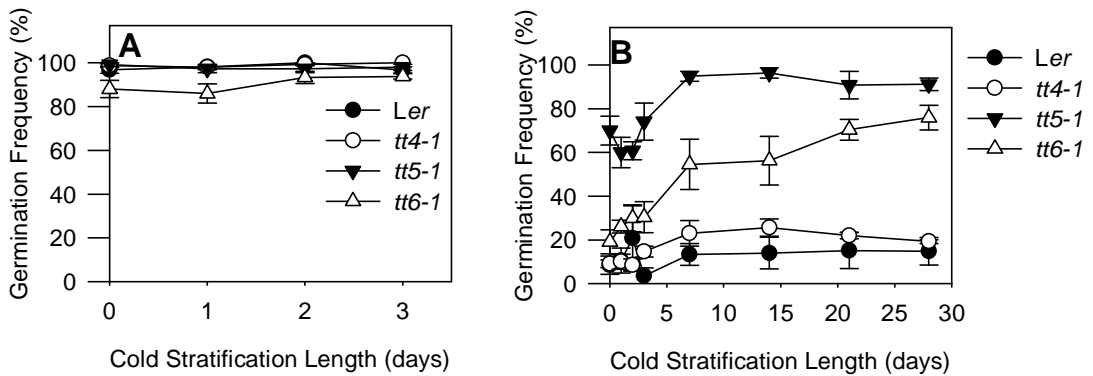 A
Germination Frequency (%)
100
80
60
40
20
0
0 1 2 3
Cold Stratification Length (days)
Ler
tt4-1
tt5-1
tt6-1
B
Germination Frequency (%)
100
80
60
40
20
0
0 5 10 15 20 25 30
Cold Stratification Length (days)
Ler
tt4-1
tt5-1
tt6-1